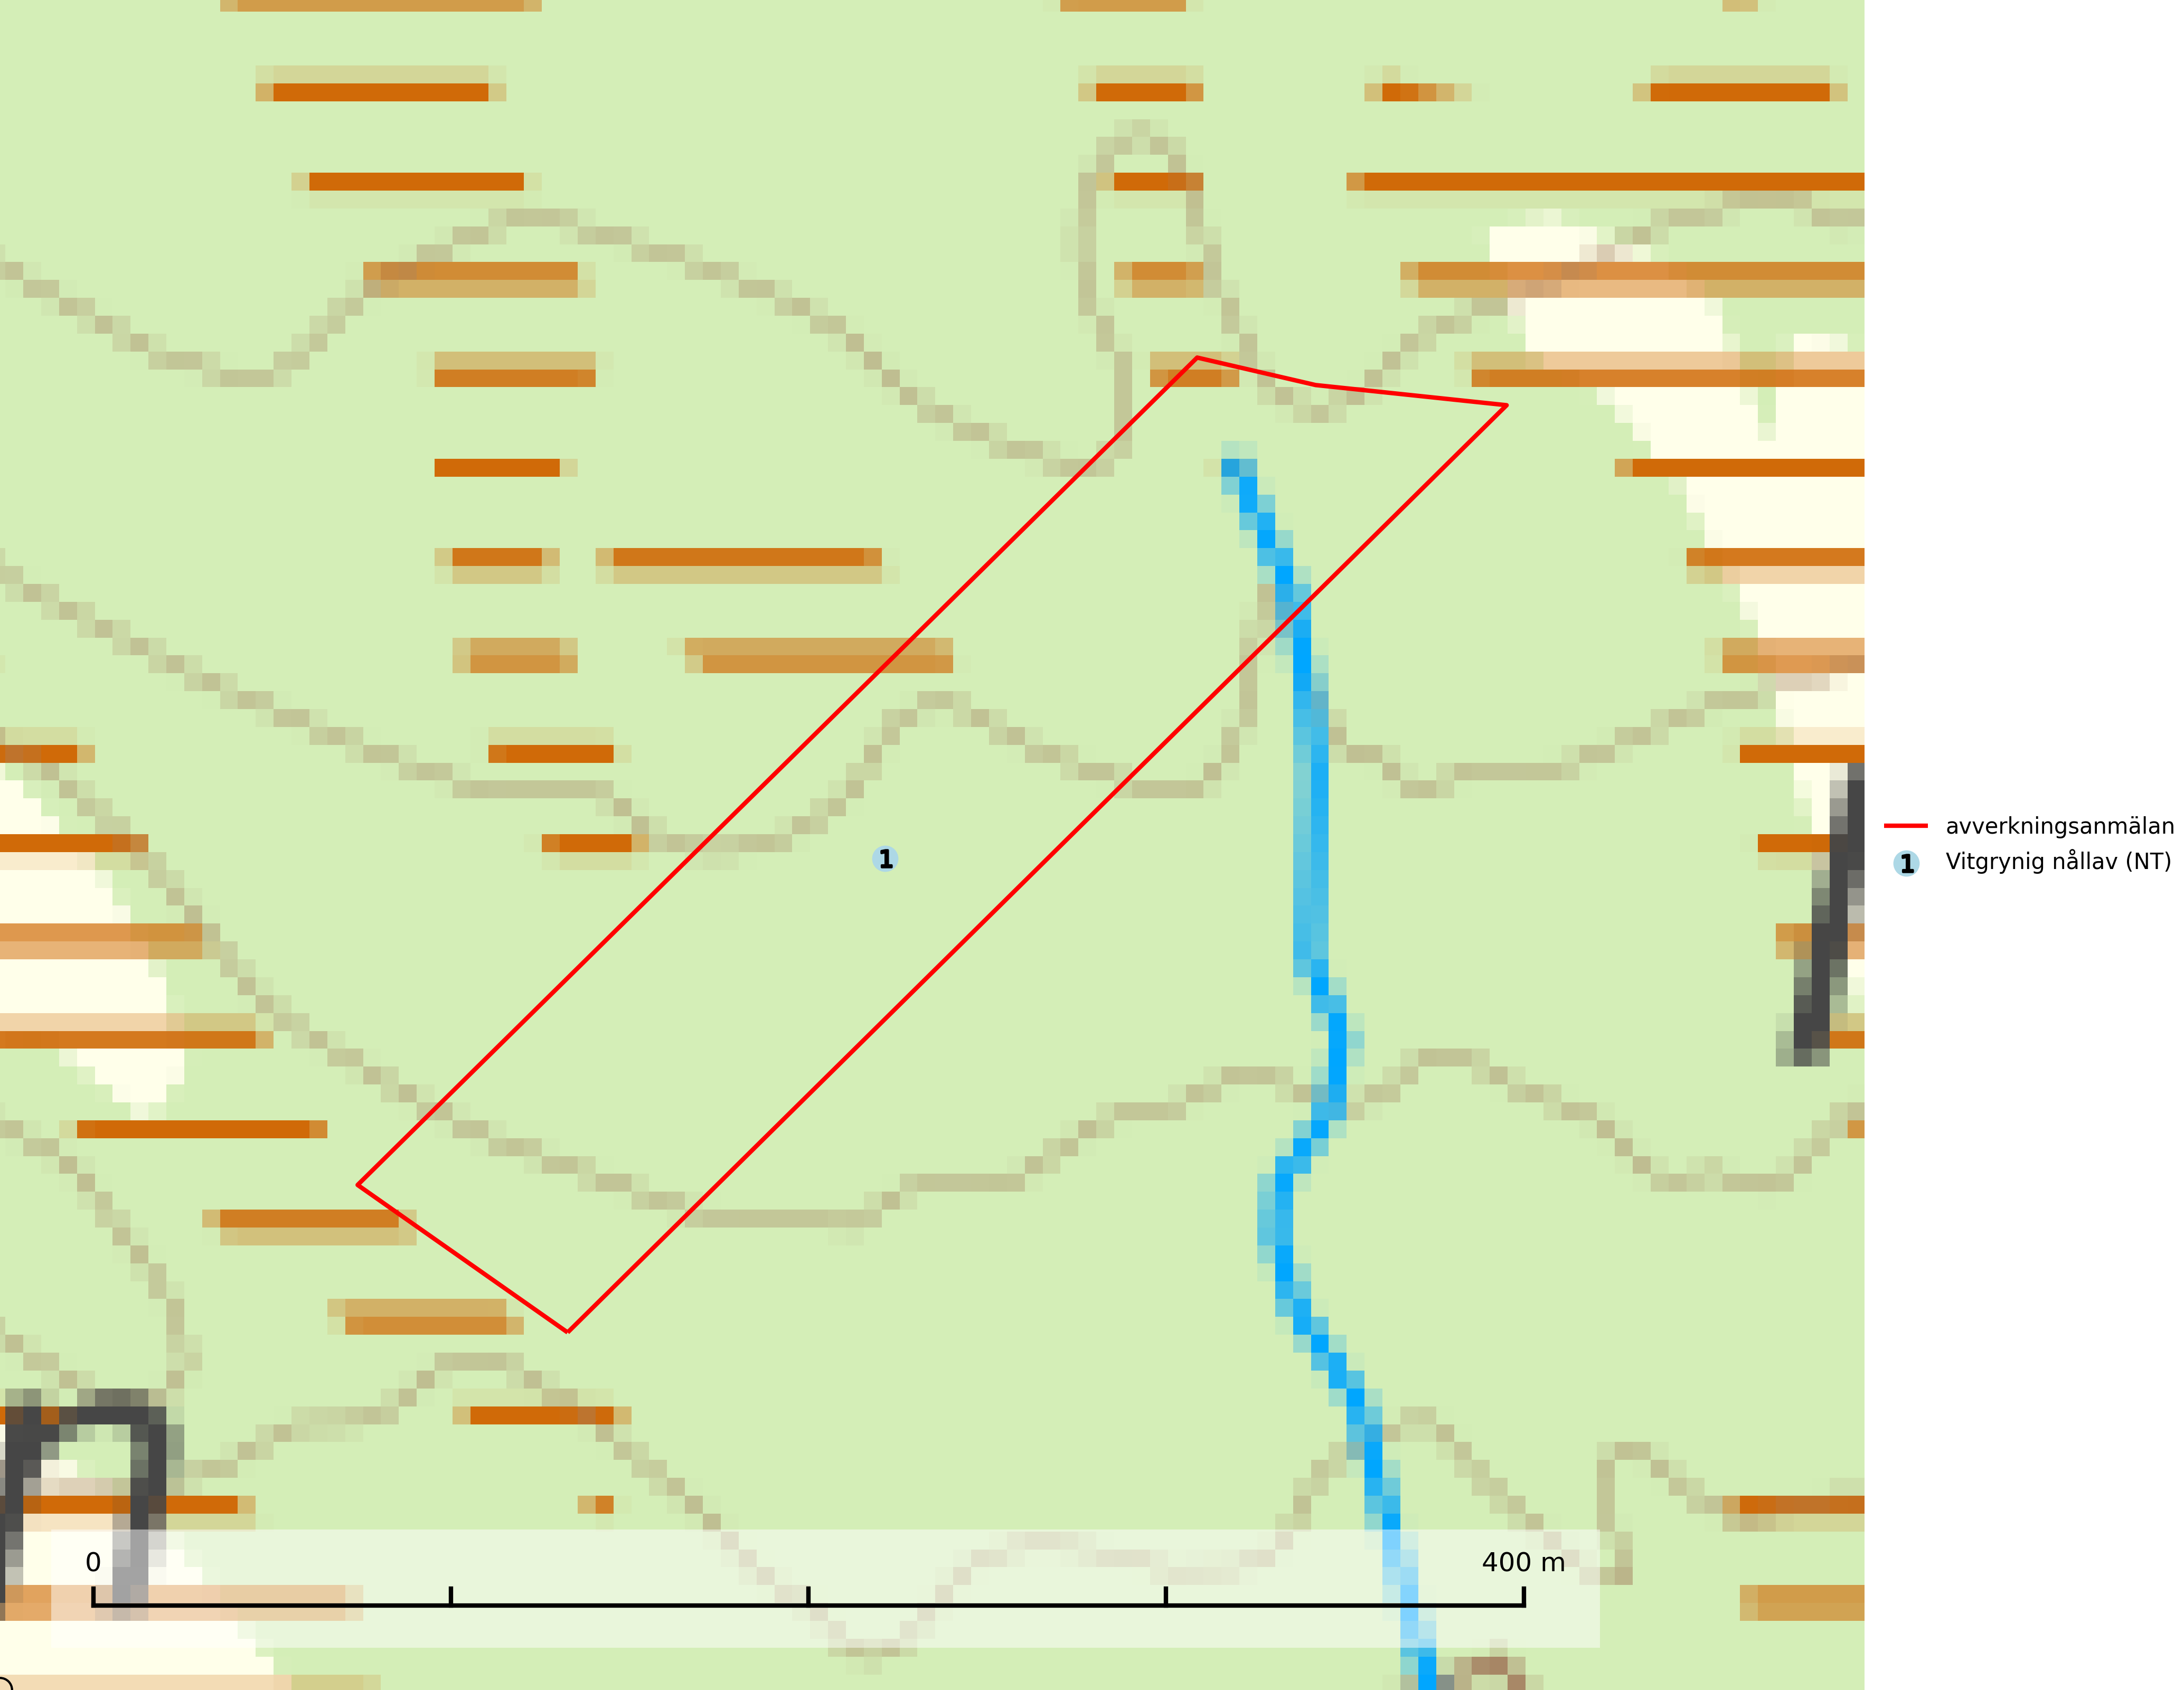 avverkningsanmälan
1
1 Vitgrynig nållav (NT)
0 400 m